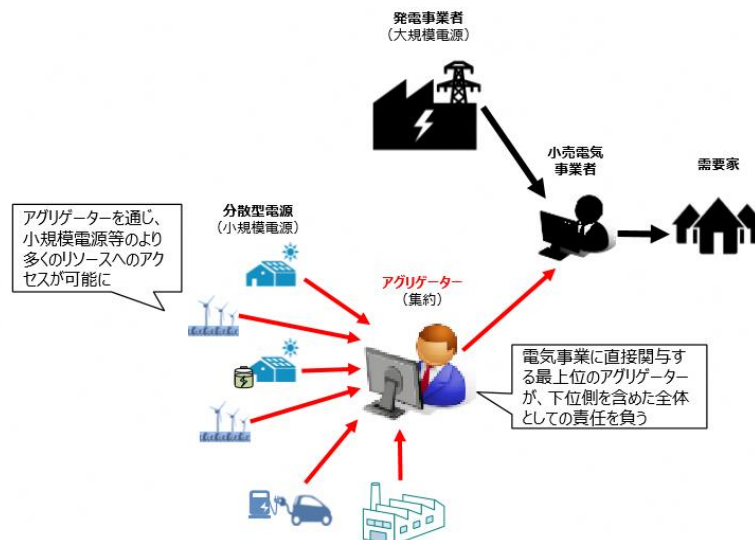 発電事業者
（大規模電源）
小売電気
事業者
需要家
アグリゲーターを通じ、
小規模電源等のより
多くのリソースへのアク
セスが可能に
分散型電源
（小規模電源）
アグリゲーター
（集約）
電気事業に直接関与す
る最上位のアグリゲーター
が、下位側を含めた全体
としての責任を負う